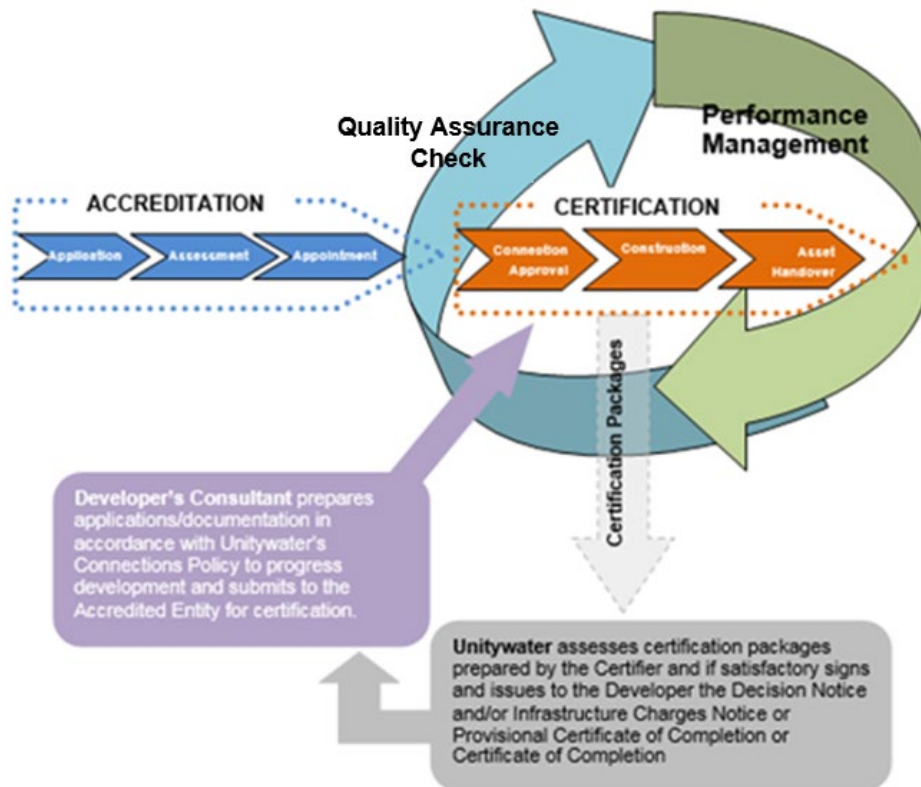 Quality Assurance
Check
Performance
Management
ACCREDITATION
Application
Assessment
Appointment
CERTIFICATION
Connection
Approval
Construction
Asset
Handover
Certification Packages
Developer's Consultant prepares
applications/documentation in
accordance with Unitywater's
Connections Policy to progress
development and submits to the
Accredited Entity for certification.
Unitywater assesses certification packages
prepared by the Certifier and if satisfactory signs
and issues to the Developer the Decision Notice
and/or Infrastructure Charges Notice or
Provisional Certificate of Completion or
Certificate of Completion